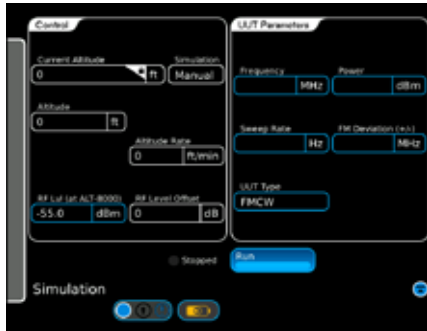 Control
Current Altitude
Simulation
0
ft
Manual
Altitude
0
ft
Altitude Rate
0
ft/min
RF Lvl (at ALT-8000)
RF Level Offset
-55.0
dBm
0
dB
UUT Parameters
Frequency
Power
MHz
dBm
Sweep Rate
FM Deviation (+/-)
Hz
MHz
UUT Type
FMCW
Stopped
Run
Simulation